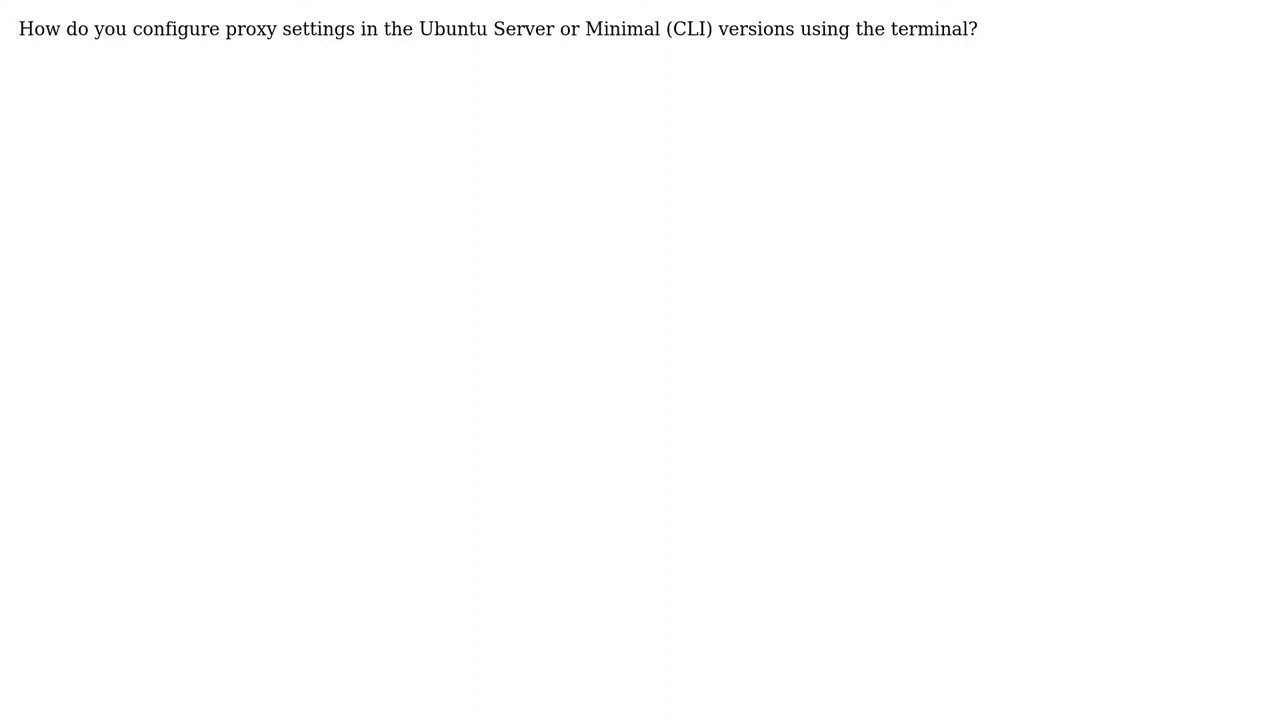 How do you configure proxy settings in the Ubuntu Server or Minimal (CLI) versions using the terminal?